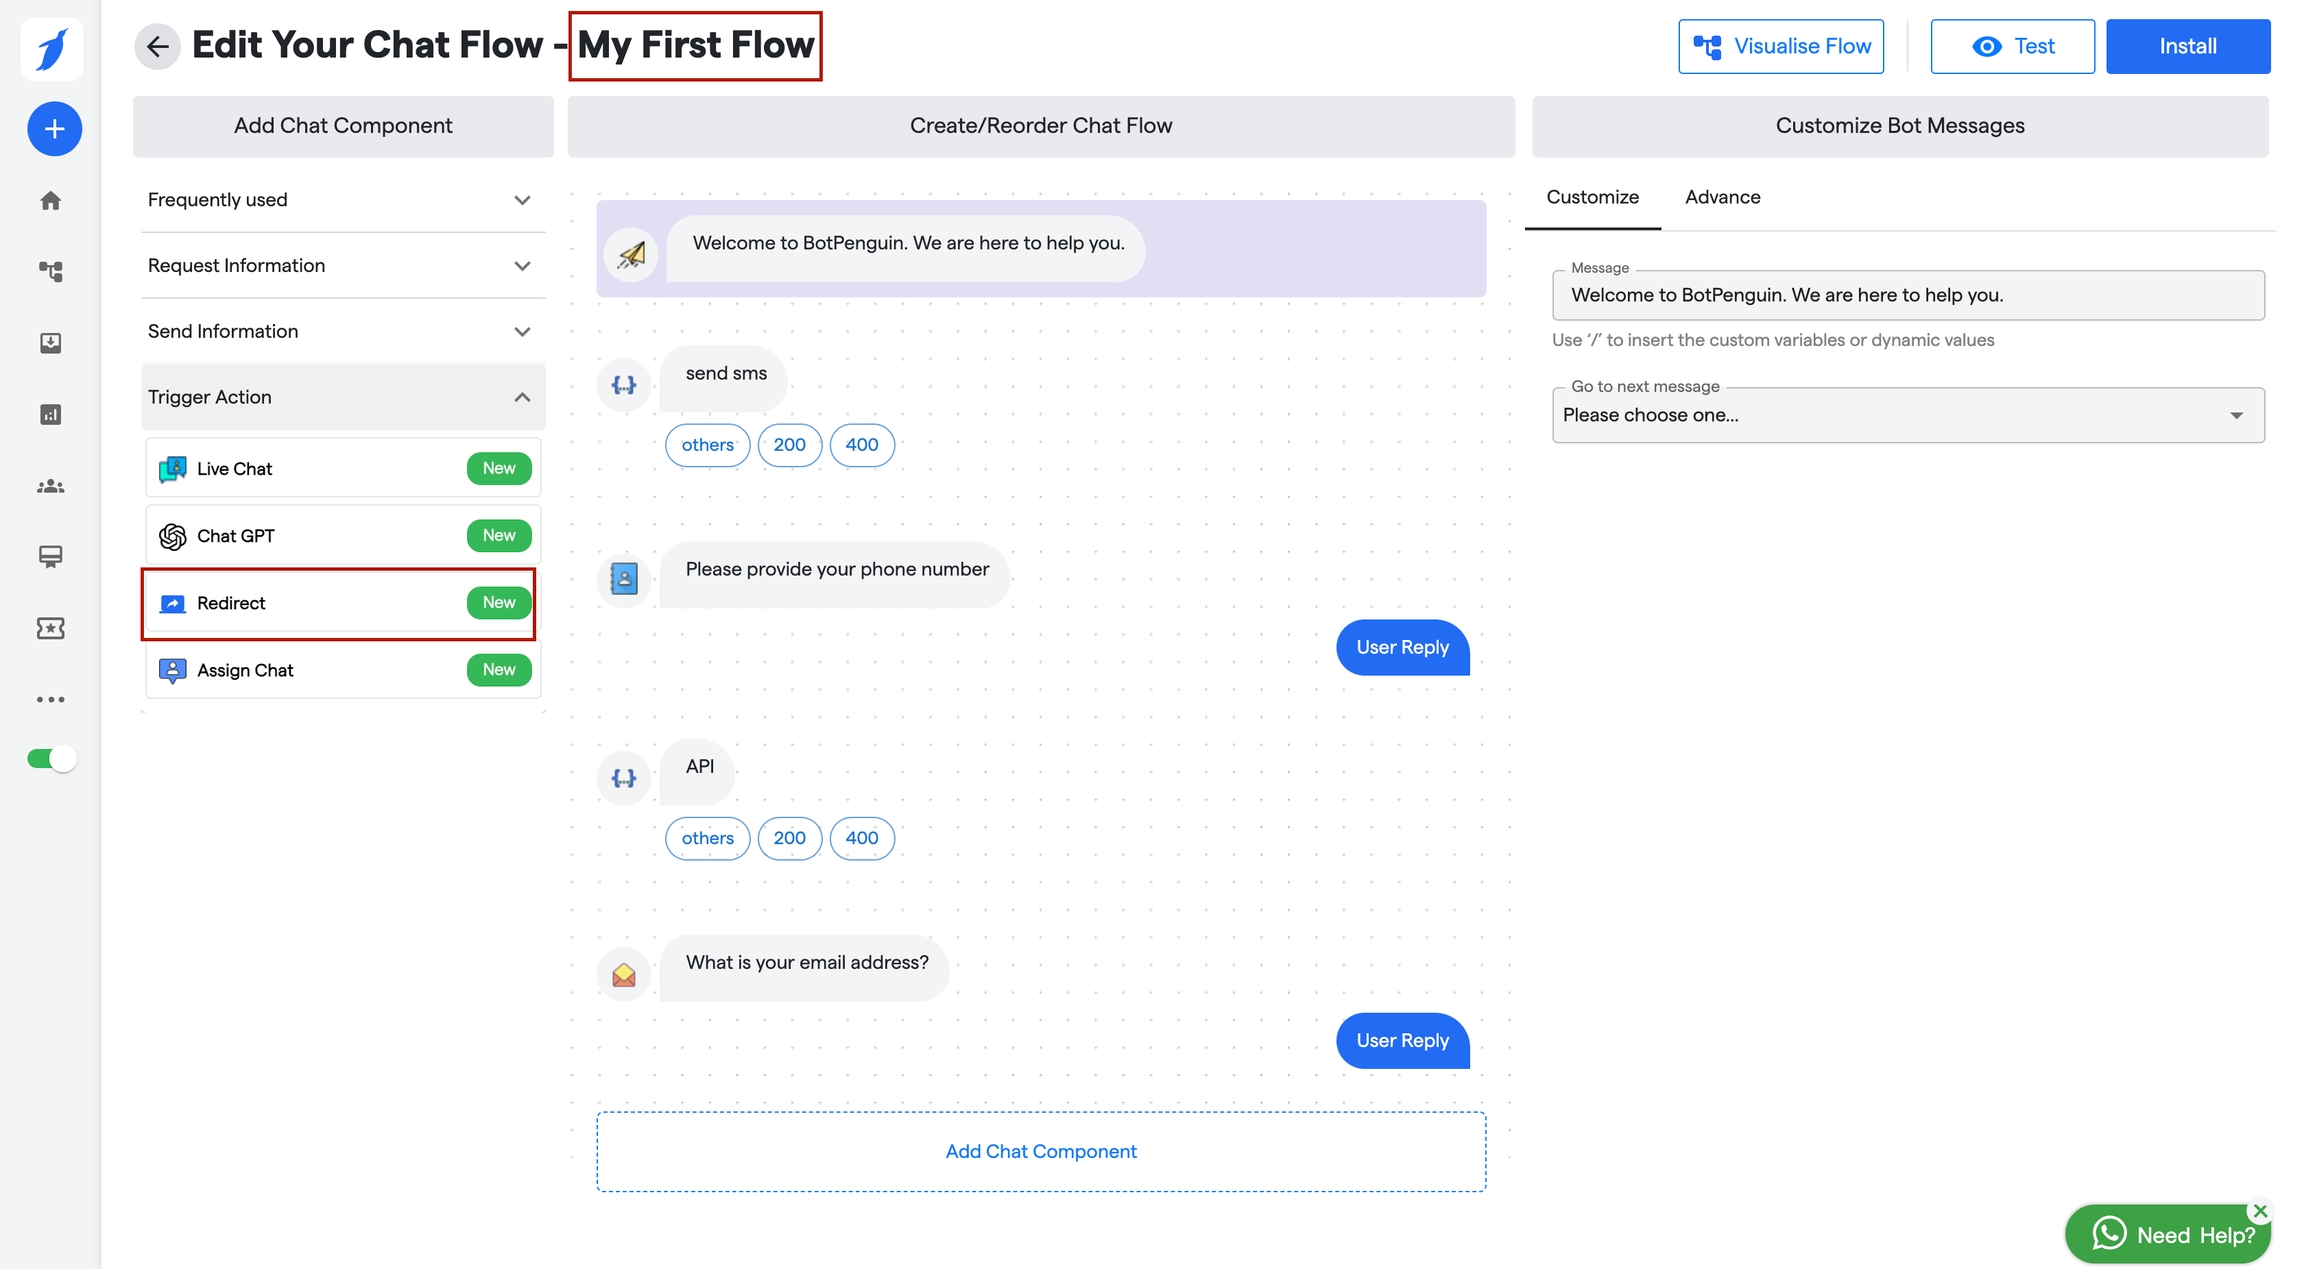 Edit Your Chat Flow - My First Flow
Visualise Flow
Test
Install
Add Chat Component
Create/Reorder Chat Flow
Customize Bot Messages
Frequently used
Request Information
Send Information
Trigger Action
Live Chat
New
Chat GPT
New
Redirect
New
Assign Chat
New
Welcome to BotPenguin. We are here to help you.
send sms
others
200
400
Please provide your phone number
User Reply
API
others
200
400
What is your email address?
User Reply
Add Chat Component
Customize
Advance
Message
Welcome to BotPenguin. We are here to help you.
Use ‘/’ to insert the custom variables or dynamic values
Go to next message
Please choose one...
Need Help?